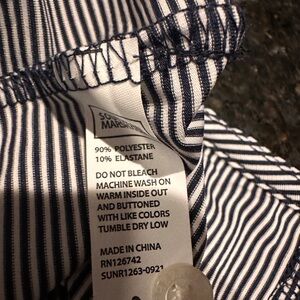 90% POLYESTER
10% ELASTANE
DO NOT BLEACH
MACHINE WASH ON
WARM INSIDE OUT
AND BUTTONED
WITH LIKE COLORS
TUMBLE DRY LOW
MADE IN CHINA
RN126742
SUNR1263-0921